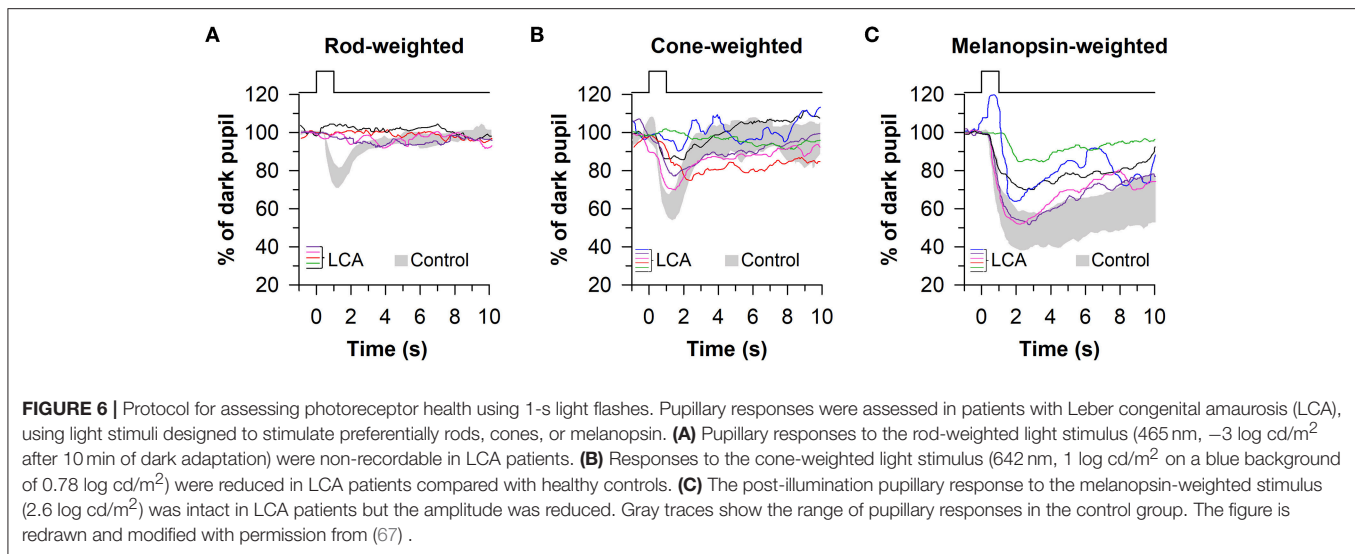 A
Rod-weighted
120
100
80
60
40
20
% of dark pupil
LCA
Control
0 2 4 6 8 10
Time (s)
B
Cone-weighted
120
100
80
60
40
20
% of dark pupil
LCA
Control
0 2 4 6 8 10
Time (s)
C
Melanopsin-weighted
120
100
80
60
40
20
% of dark pupil
LCA
Control
0 2 4 6 8 10
Time (s)
FIGURE 6 | Protocol for assessing photoreceptor health using 1-s light flashes. Pupillary responses were assessed in patients with Leber congenital amaurosis (LCA),
using light stimuli designed to stimulate preferentially rods, cones, or melanopsin. (A) Pupillary responses to the rod-weighted light stimulus (465 nm, −3 log cd/m²
after 10 min of dark adaptation) were non-recordable in LCA patients. (B) Responses to the cone-weighted light stimulus (642 nm, 1 log cd/m² on a blue background
of 0.78 log cd/m²) were reduced in LCA patients compared with healthy controls. (C) The post-illumination pupillary response to the melanopsin-weighted stimulus
(2.6 log cd/m²) was intact in LCA patients but the amplitude was reduced. Gray traces show the range of pupillary responses in the control group. The figure is
redrawn and modified with permission from (67) .